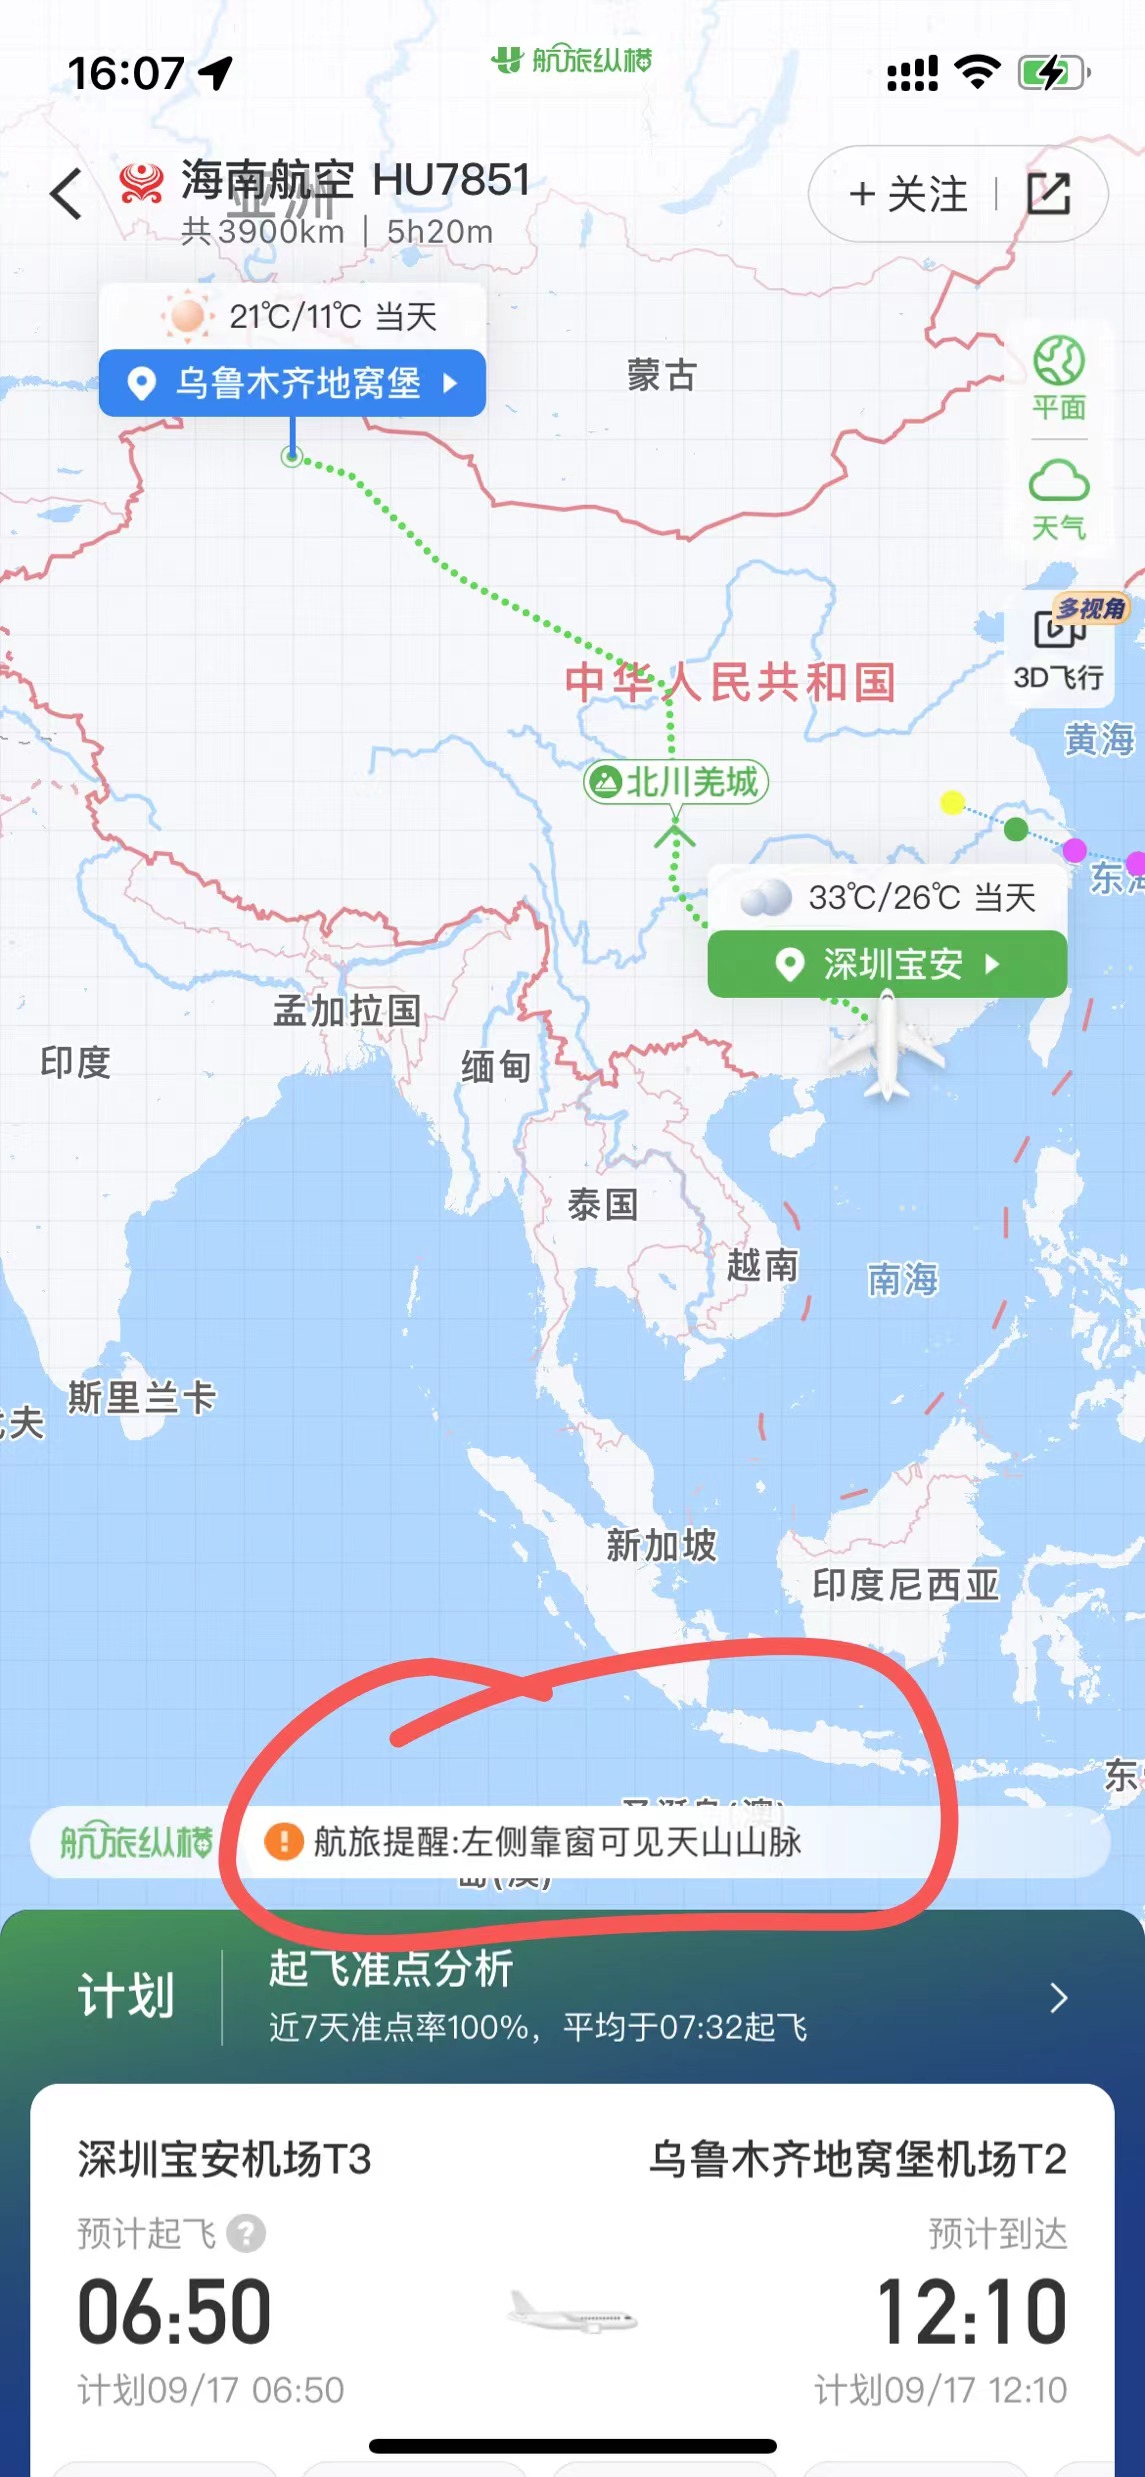 16:07
航旅纵横
海南航空 HU7851
亚洲
共3900km | 5h20m
+ 关注
21℃/11℃ 当天
乌鲁木齐地窝堡
蒙古
平面
天气
多视角
3D飞行
中华人民共和国
黄海
北川羌城
东海
33℃/26℃ 当天
深圳宝安
孟加拉国
印度
缅甸
泰国
越南
南海
斯里兰卡
夫
新加坡
印度尼西亚
东
航旅纵横
航旅提醒:左侧靠窗可见天山山脉
计划
起飞准点分析
近7天准点率100%，平均于07:32起飞
深圳宝安机场T3
乌鲁木齐地窝堡机场T2
预计起飞 ?
预计到达
06:50
12:10
计划09/17 06:50
计划09/17 12:10